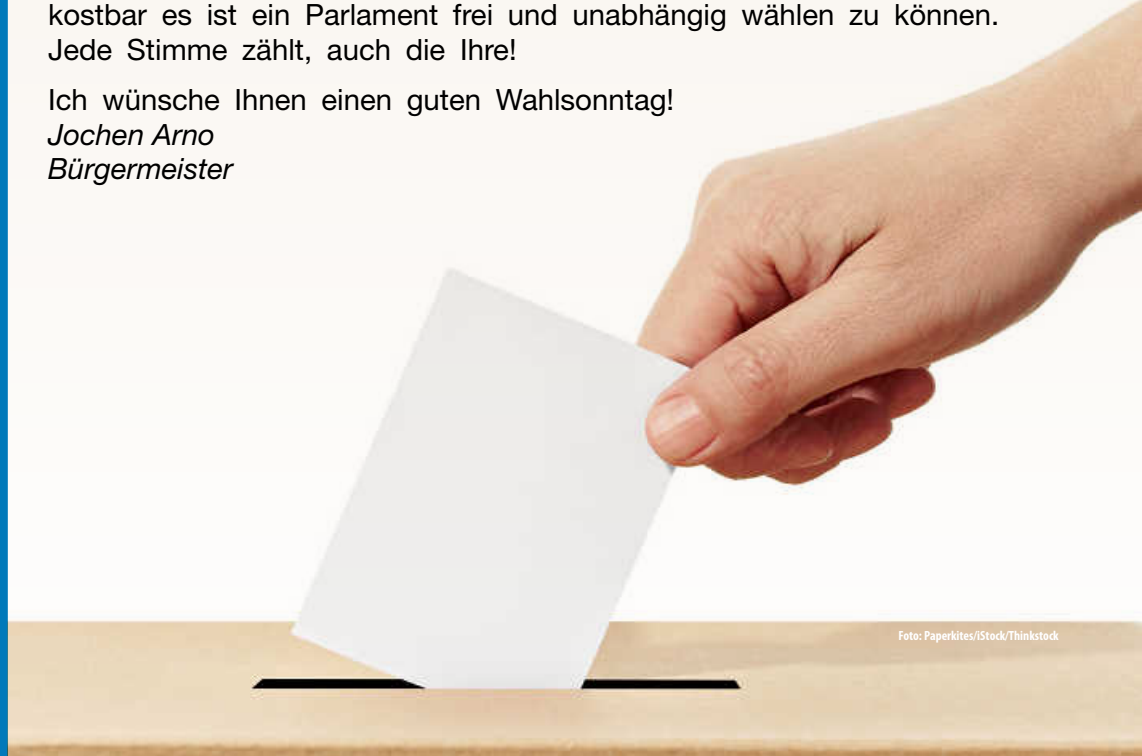 kostbar es ist ein Parlament frei und unabhängig wählen zu können.
Jede Stimme zählt, auch die Ihre!
Ich wünsche Ihnen einen guten Wahlsonntag!
Jochen Arno
Bürgermeister
Foto: Paperkites/iStock/Thinkstock